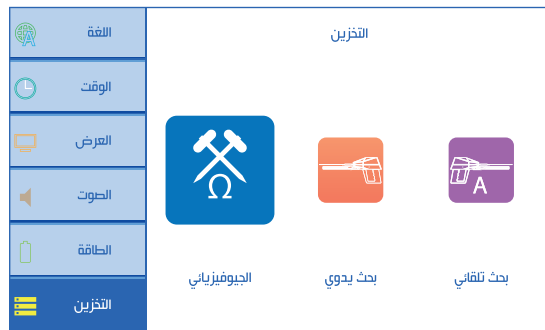 التخزين
اللغة
الوقت
العرض
الصوت
الطاقة
التخزين
Ω
A
بحث تلقائي
بحث يدوي
الجيوفيزيائي